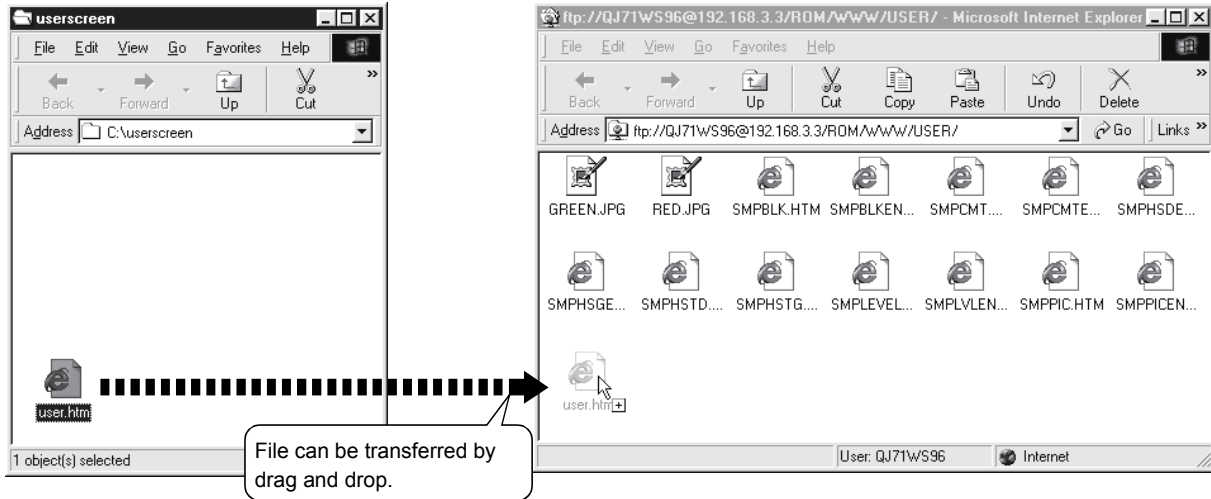 userscreen
File Edit View Go Favorites Help
Back Forward Up Cut »
Address C:\userscreen
user.htm
1 object(s) selected
File can be transferred by
drag and drop.
ftp://QJ71WS96@192.168.3.3/ROM/WWW/USER/ - Microsoft Internet Explorer
File Edit View Go Favorites Help
Back Forward Up Cut Copy Paste Undo Delete »
Address ftp://QJ71WS96@192.168.3.3/ROM/WWW/USER/ Go Links »
GREEN.JPG RED.JPG SMPBLK.HTM SMPBLKEN... SMPCMT.... SMPCMTE... SMPHSDE...
SMPHSGE... SMPHSTD.... SMPHSTG.... SMPLEVEL... SMPLVLEN... SMPPIC.HTM SMPPICEN...
user.htm
User: QJ71WS96 Internet